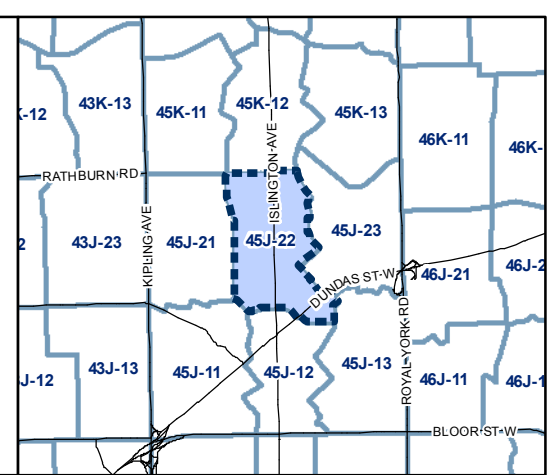 43K-13
45K-11
45K-12
45K-13
K-12
46K-11
46K-
RATHBURN RD
ISLINGTON AVE
KIPLING AVE
2
43J-23
45J-21
45J-22
45J-23
46J-21
46J-2
DUNDAS ST W
ROYAL YORK RD
J-12
43J-13
45J-11
45J-12
45J-13
46J-11
46J-1
BLOOR ST W